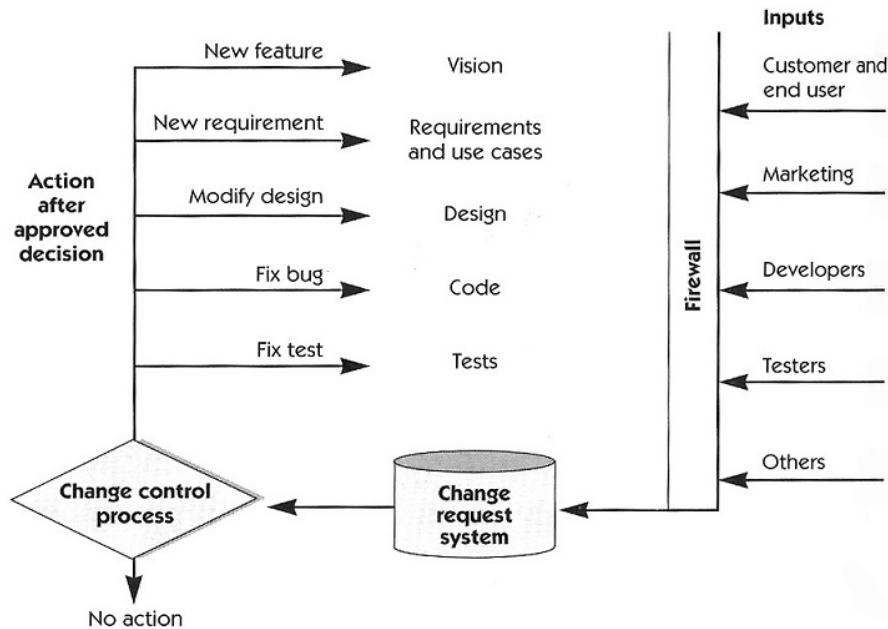 Inputs
New feature
Vision
Customer and
end user
New requirement
Requirements
and use cases
Action
after
approved
decision
Marketing
Modify design
Design
Firewall
Developers
Fix bug
Code
Fix test
Tests
Testers
Others
Change control
process
Change
request
system
No action